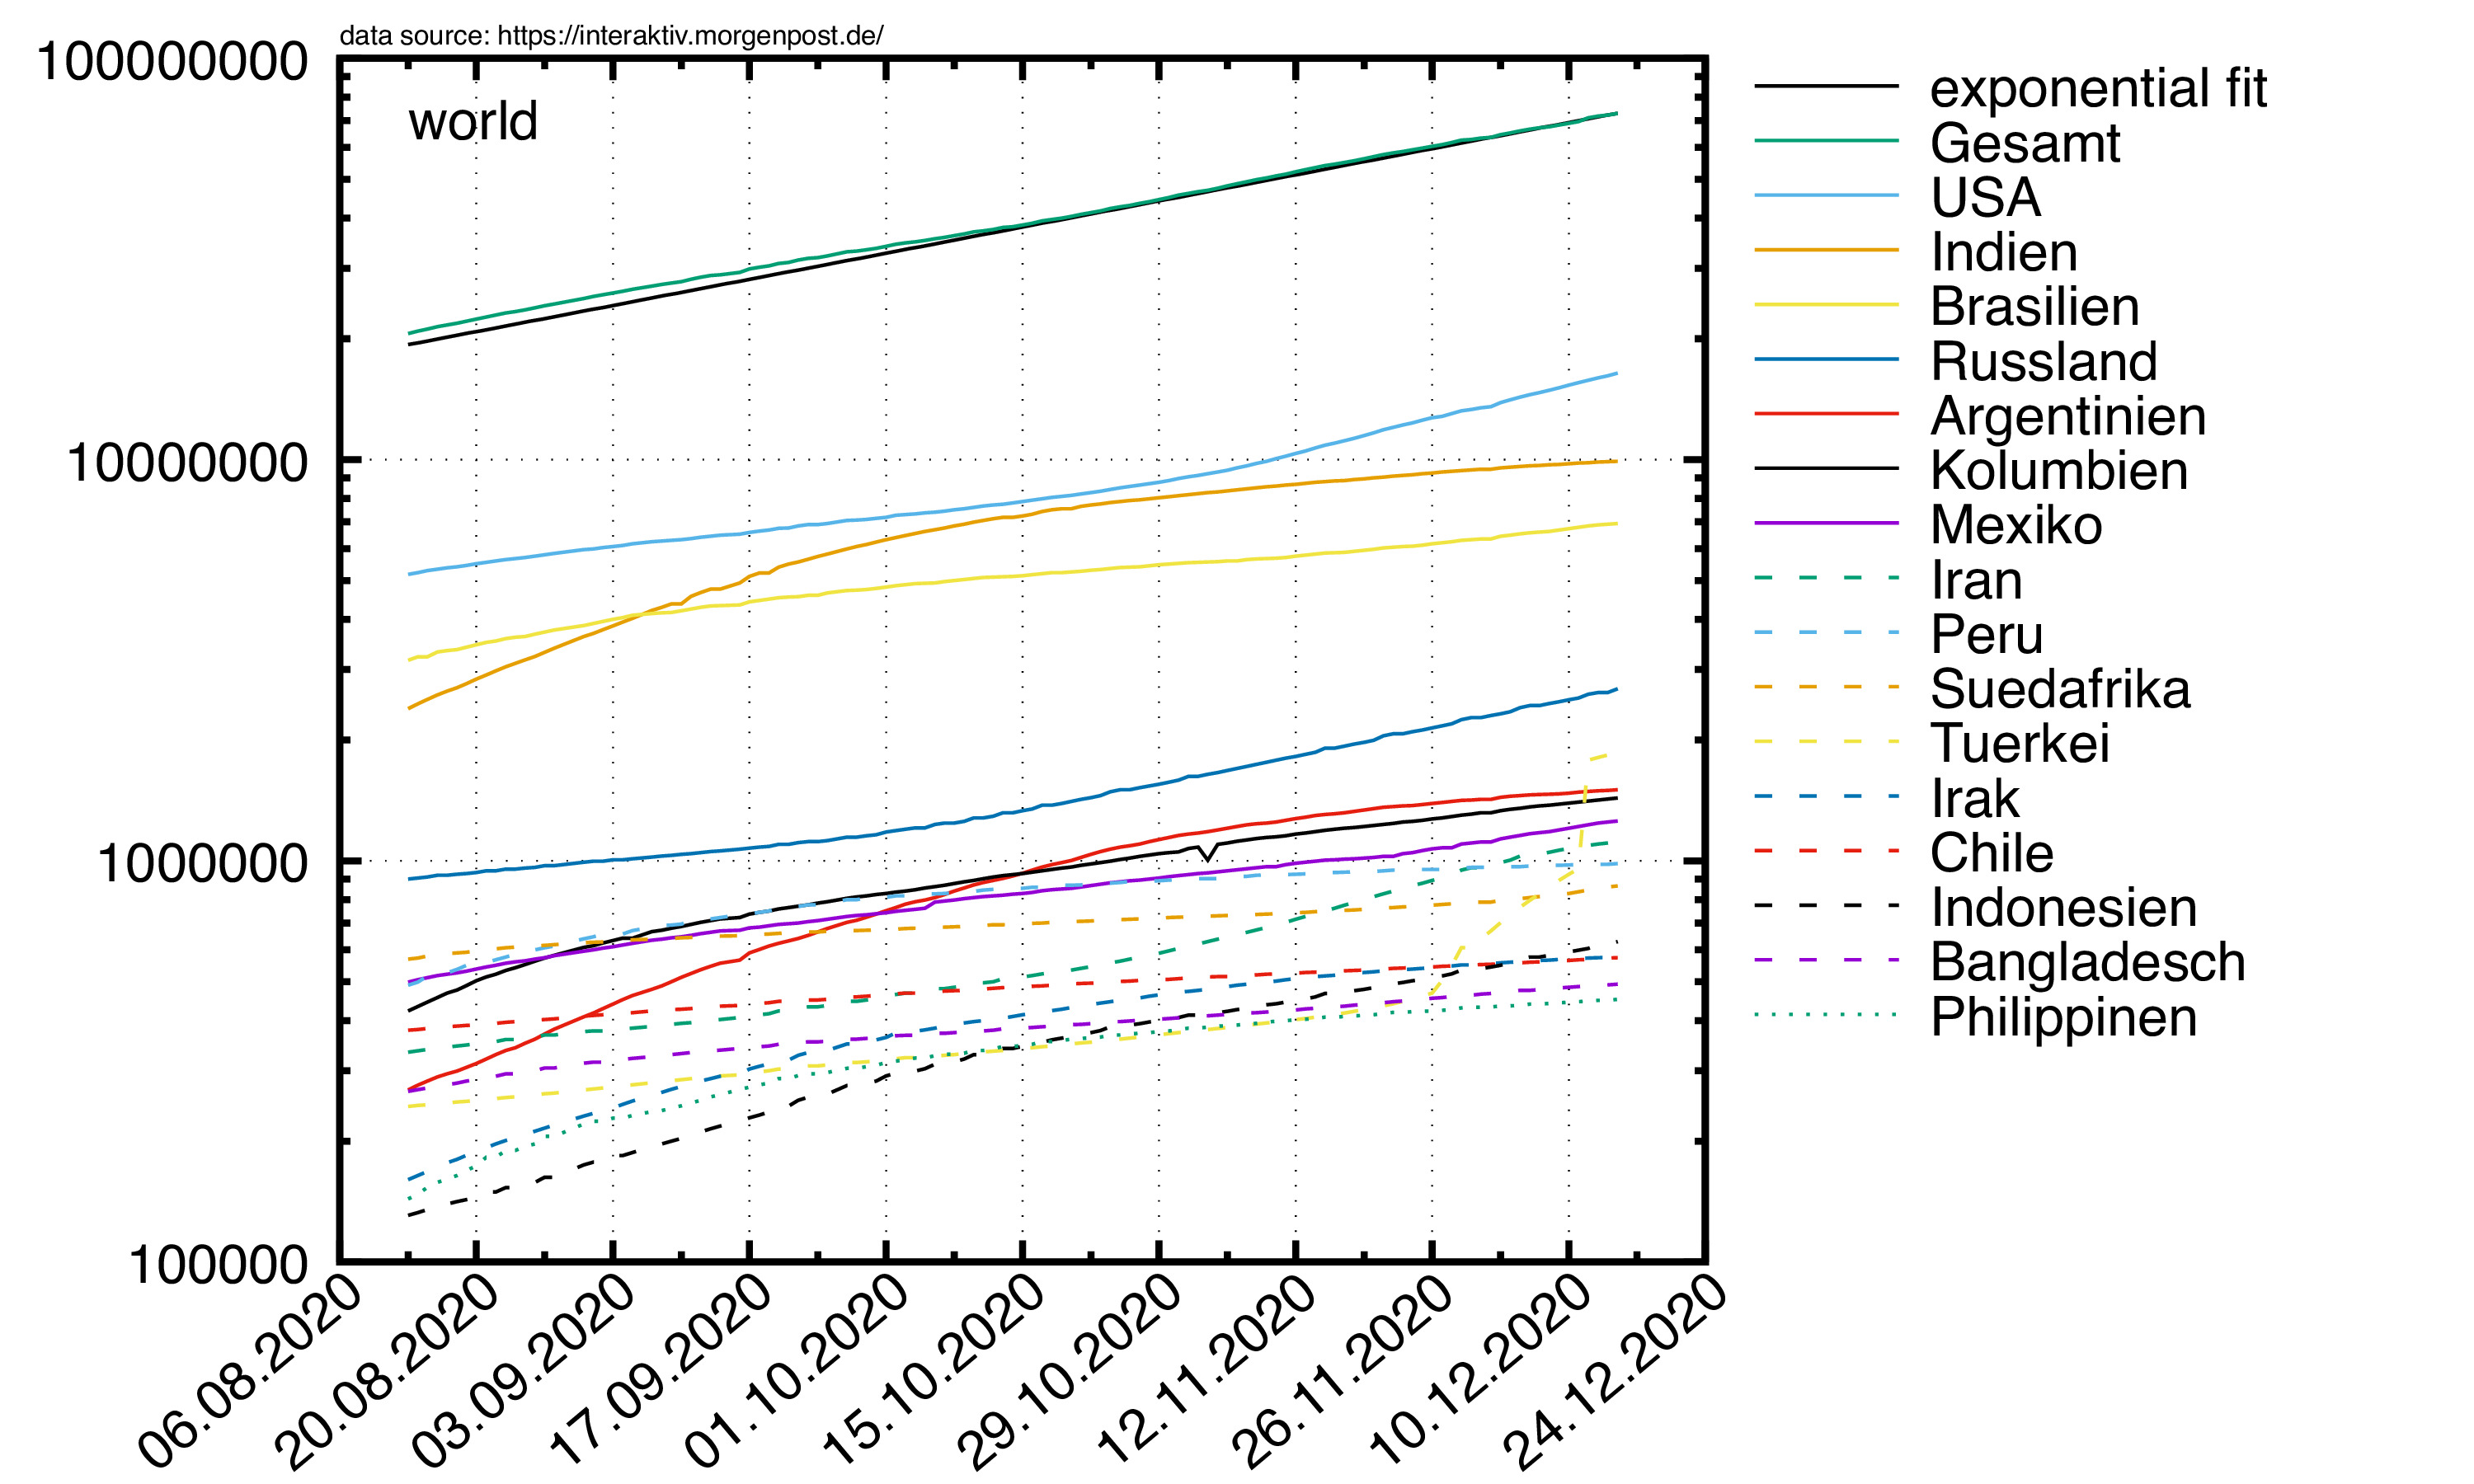 data source: https://interaktiv.morgenpost.de/
world
100000000
10000000
1000000
100000
06.08.2020
20.08.2020
03.09.2020
17.09.2020
01.10.2020
15.10.2020
29.10.2020
12.11.2020
26.11.2020
10.12.2020
24.12.2020
exponential fit
Gesamt
USA
Indien
Brasilien
Russland
Argentinien
Kolumbien
Mexiko
Iran
Peru
Suedafrika
Tuerkei
Irak
Chile
Indonesien
Bangladesch
Philippinen